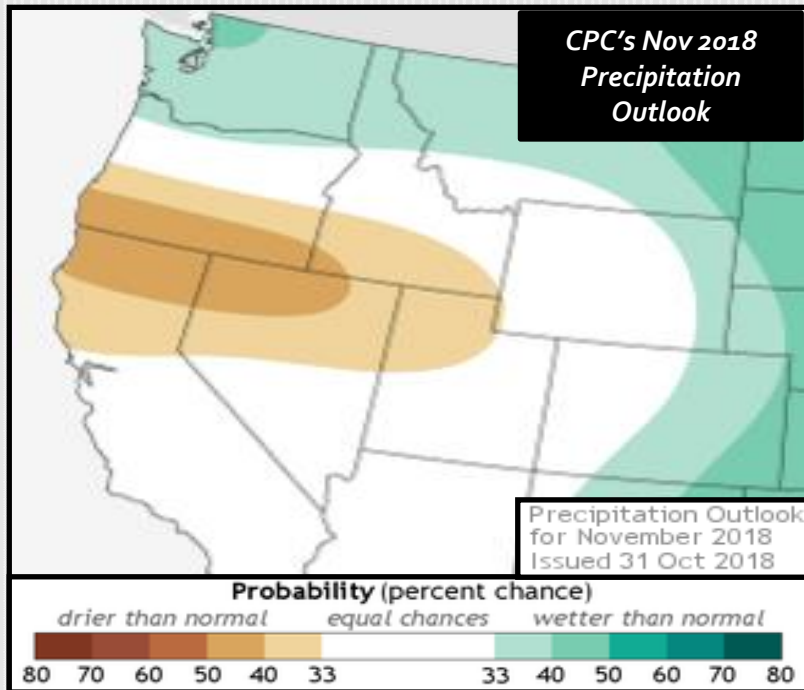 CPC's Nov 2018
Precipitation
Outlook
Precipitation Outlook
for November 2018
Issued 31 Oct 2018
Probability (percent chance)
drier than normal equal chances wetter than normal
80 70 60 50 40 33 33 40 50 60 70 80